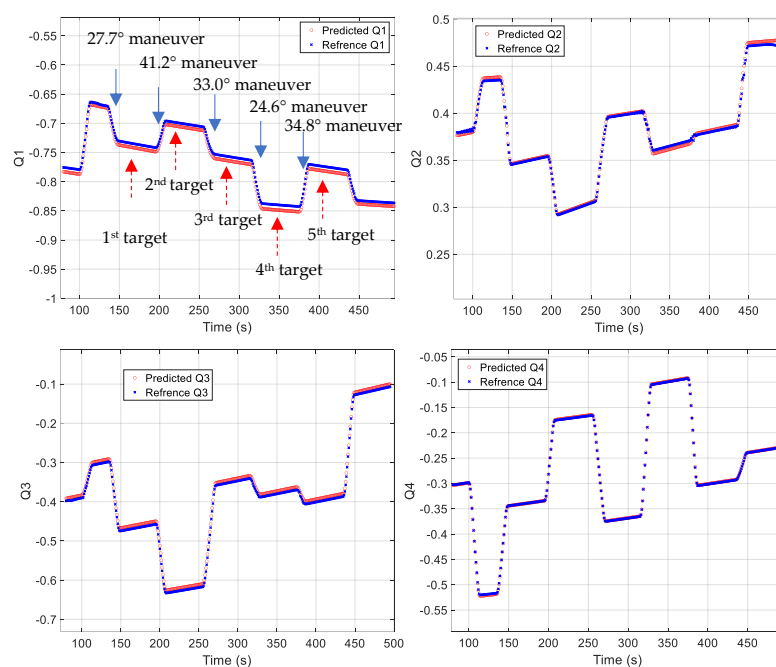 -0.55
-0.6
-0.65
-0.7
-0.75
-0.8
-0.85
-0.9
-0.95
-1
Q1
Predicted Q1
Refrence Q1
27.7° maneuver
41.2° maneuver
33.0° maneuver
24.6° maneuver
34.8° maneuver
2nd target
3rd target
1st target
5th target
4th target
100 150 200 250 300 350 400 450
Time (s)
0.5
0.45
0.4
0.35
0.3
0.25
Q2
Predicted Q2
Refrence Q2
100 150 200 250 300 350 400 450
Time (s)
-0.1
-0.3
-0.4
-0.5
-0.6
-0.7
Q3
Predicted Q3
Refrence Q3
100 150 200 250 300 350 400 450 500
Time (s)
-0.05
-0.1
-0.15
-0.2
-0.25
-0.3
-0.35
-0.4
-0.45
-0.5
-0.55
Q4
Predicted Q4
Refrence Q4
100 150 200 250 300 350 400 450
Time (s)